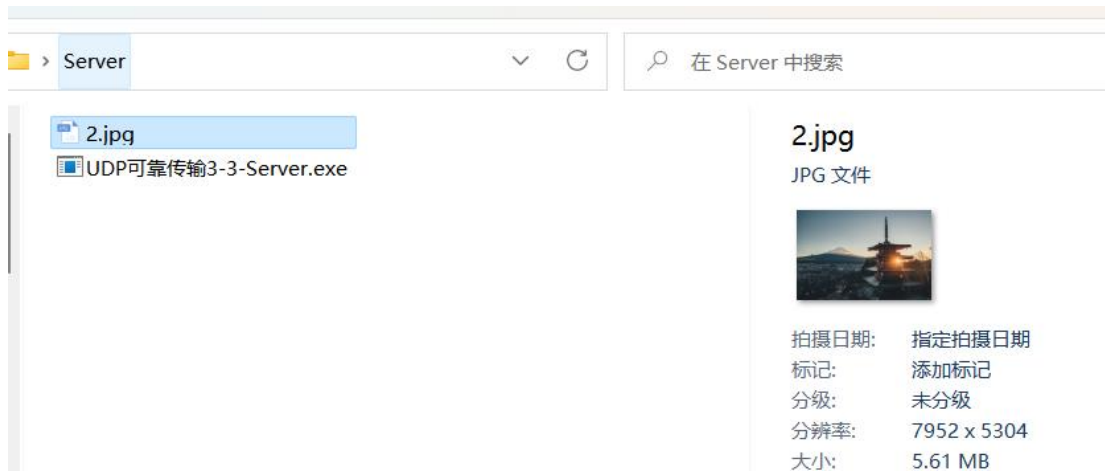 Server
在 Server 中搜索
2.jpg
UDP可靠传输3-3-Server.exe
2.jpg
JPG 文件
拍摄日期: 指定拍摄日期
标记: 添加标记
分级: 未分级
分辨率: 7952 x 5304
大小: 5.61 MB